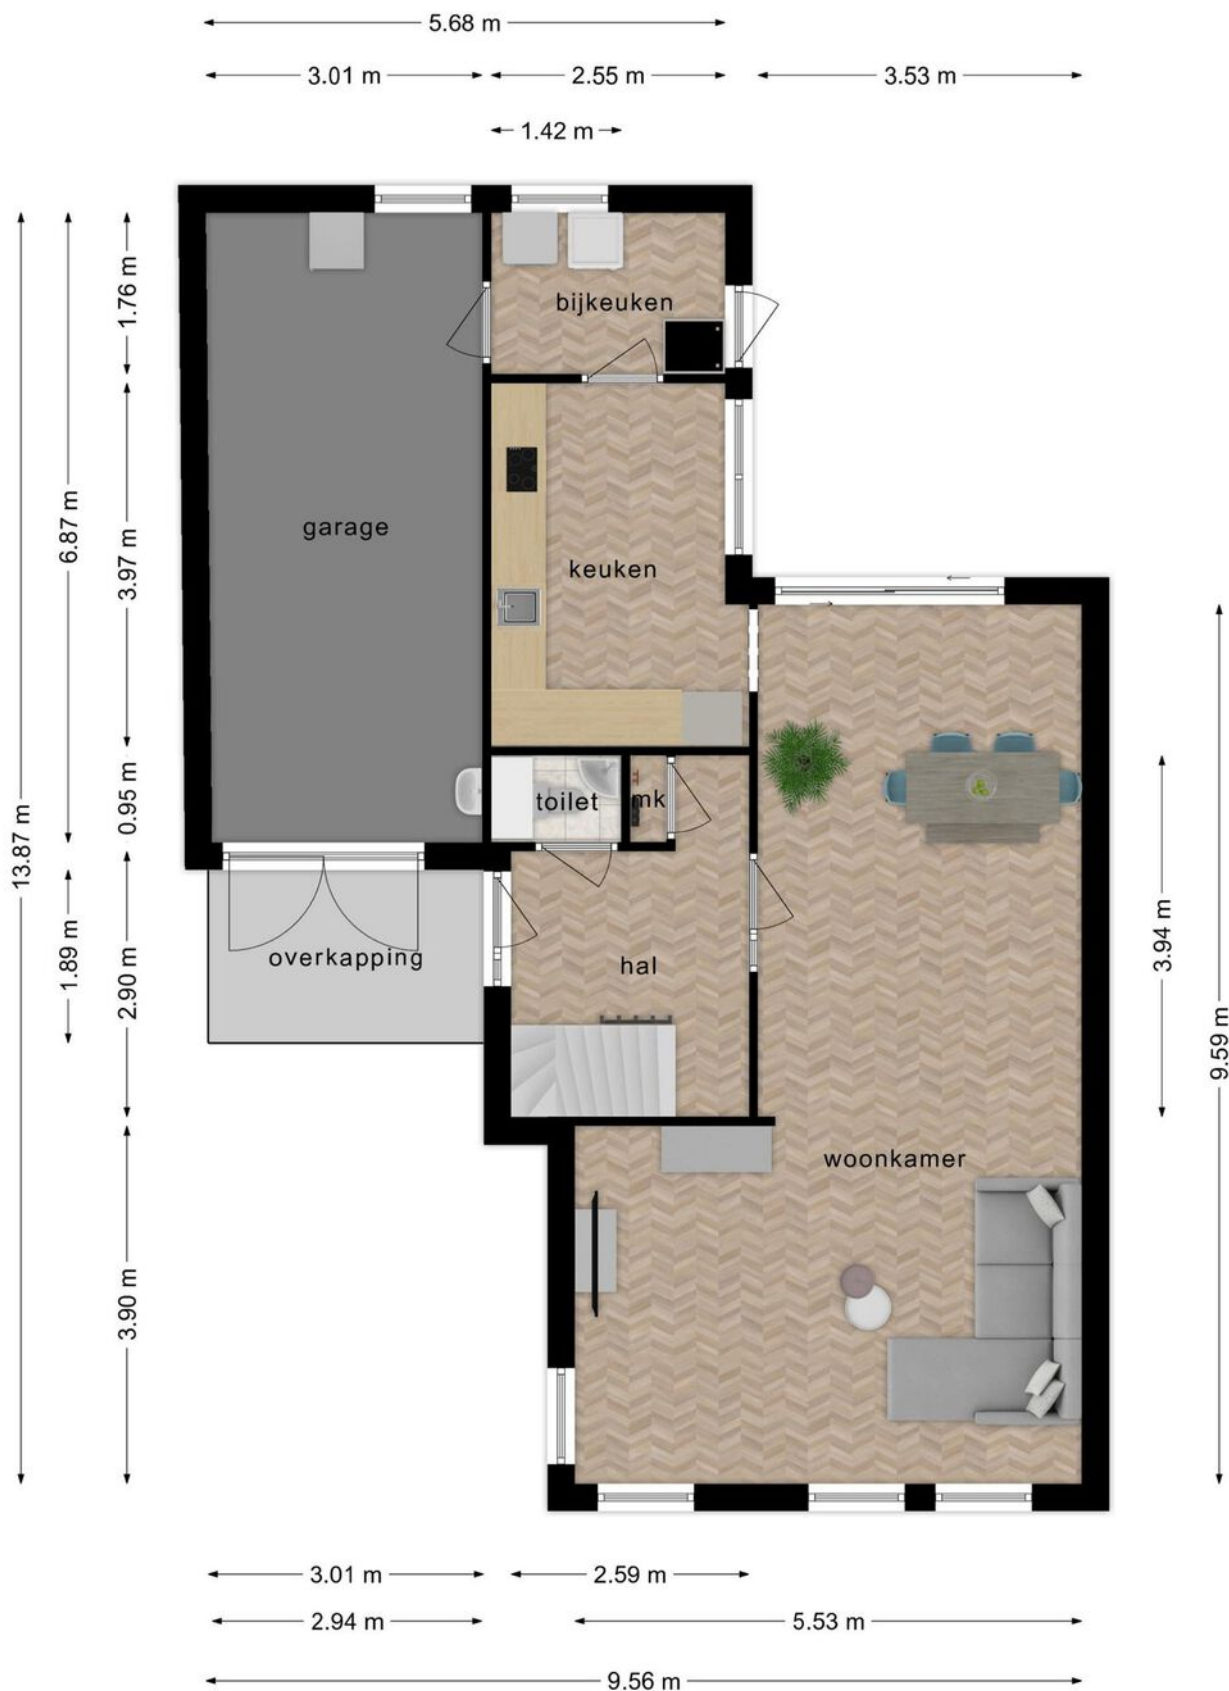 5.68 m
3.01 m
2.55 m
3.53 m
1.42 m
13.87 m
6.87 m
1.89 m
1.76 m
3.97 m
0.95 m
2.90 m
3.90 m
bijkeuken
garage
keuken
toilet
mk
overkapping
hal
woonkamer
3.94 m
9.59 m
3.01 m
2.59 m
2.94 m
5.53 m
9.56 m